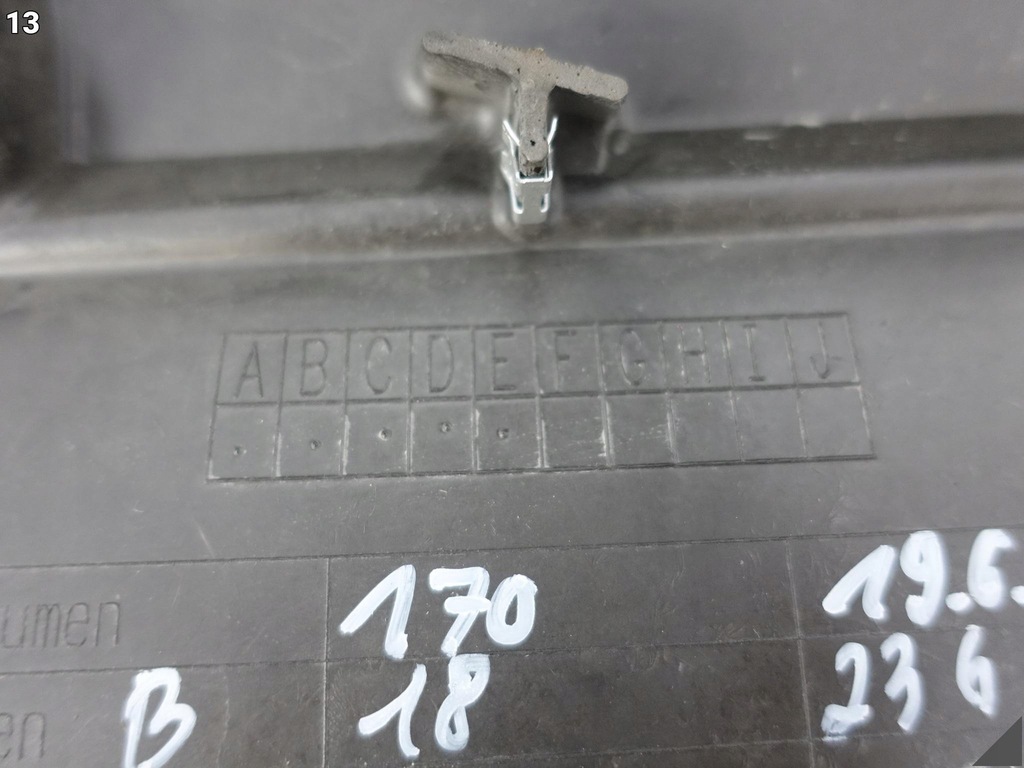 13
A B C D E F G H I J
umen 170 19.6.
en B 18 23 6